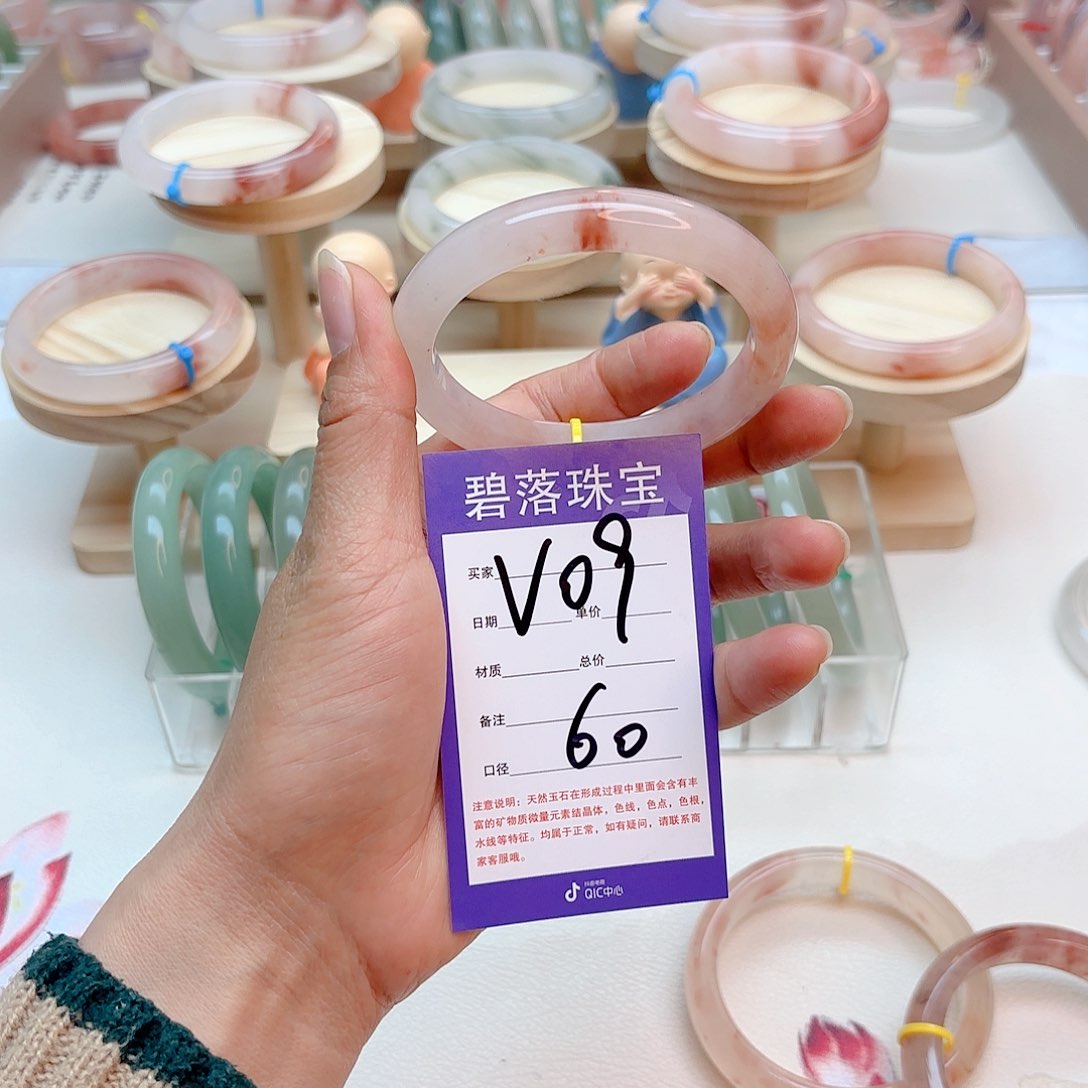 碧落珠宝
买家
V09
日期 单价
材质 总价
备注
60
口径
注意说明：天然玉石在形成过程中里面会含有丰
富的矿物质微量元素结晶体，色线，色点，色根，
水线等特征。均属于正常，如有疑问，请联系商
家客服哦。
抖音电商
QIC中心